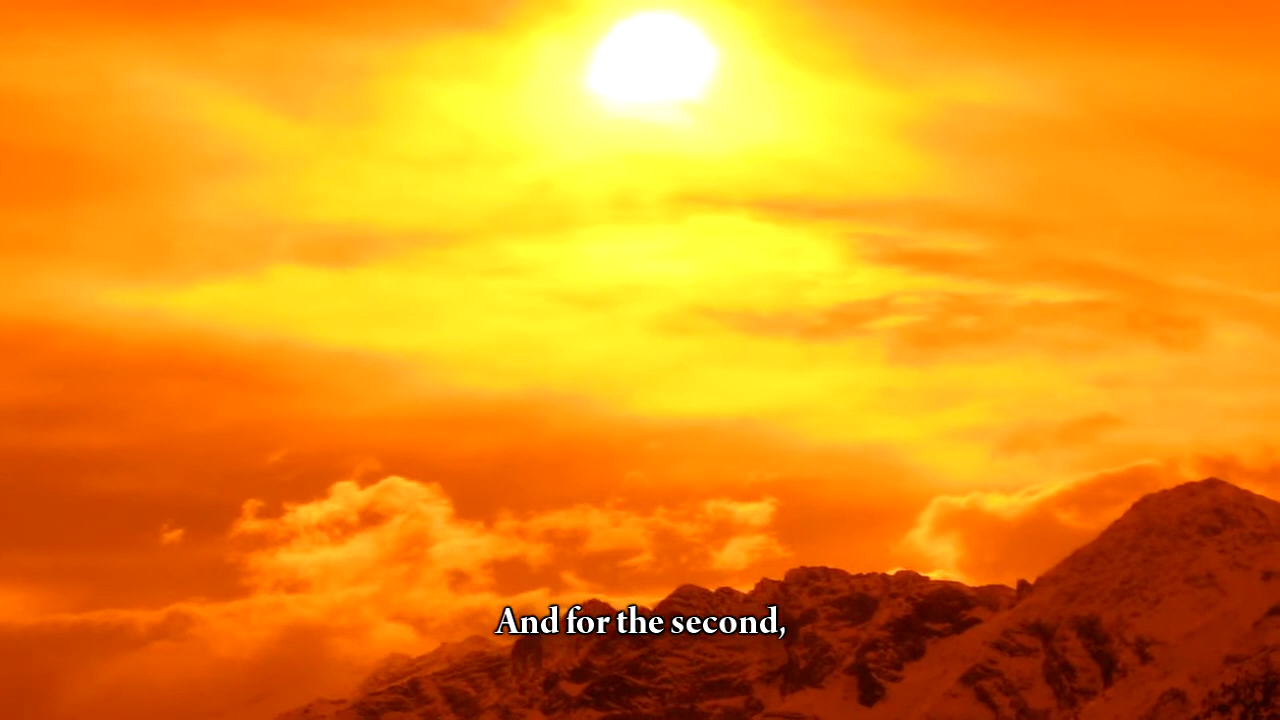 And for the second,